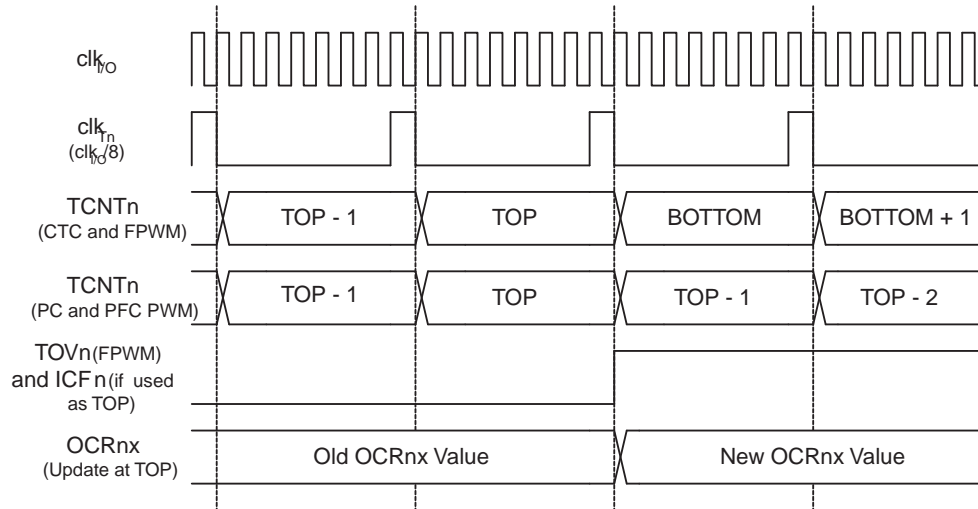 clkI/O
clkTn
(clkI/O/8)
TCNTn
(CTC and FPWM)
TOP - 1
TOP
BOTTOM
BOTTOM + 1
TCNTn
(PC and PFC PWM)
TOP - 1
TOP
TOP - 1
TOP - 2
TOVn(FPWM)
and ICFn(if used
as TOP)
OCRnx
(Update at TOP)
Old OCRnx Value
New OCRnx Value